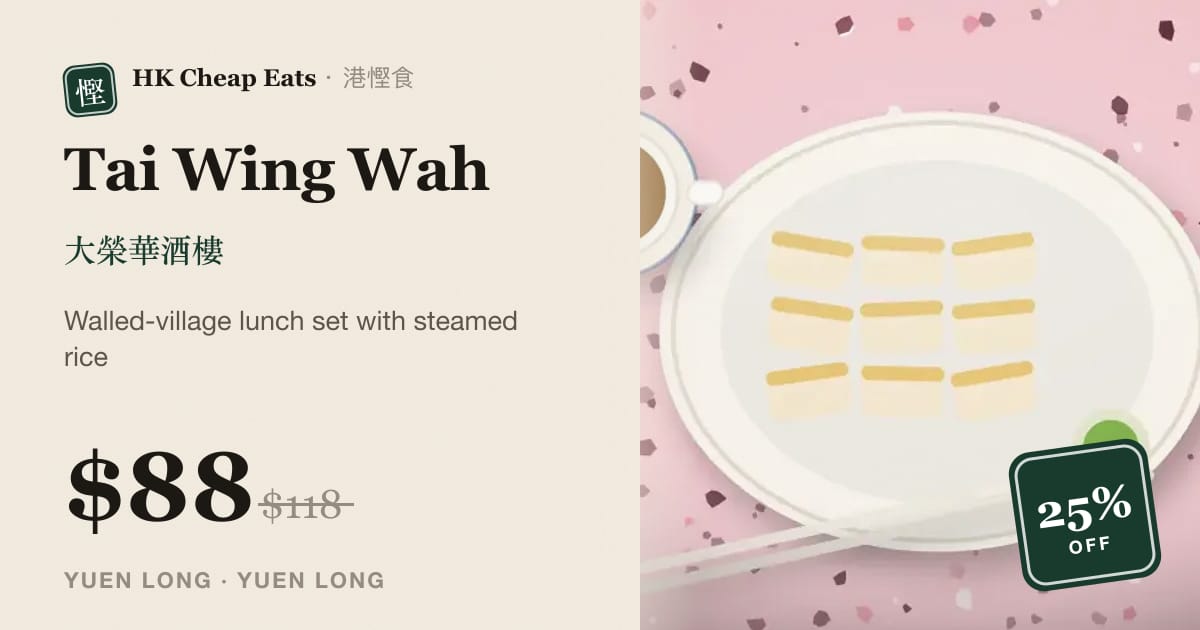 慳
HK Cheap Eats · 港慳食
Tai Wing Wah
大榮華酒樓
Walled-village lunch set with steamed
rice
$88 $118
YUEN LONG · YUEN LONG
25%
OFF